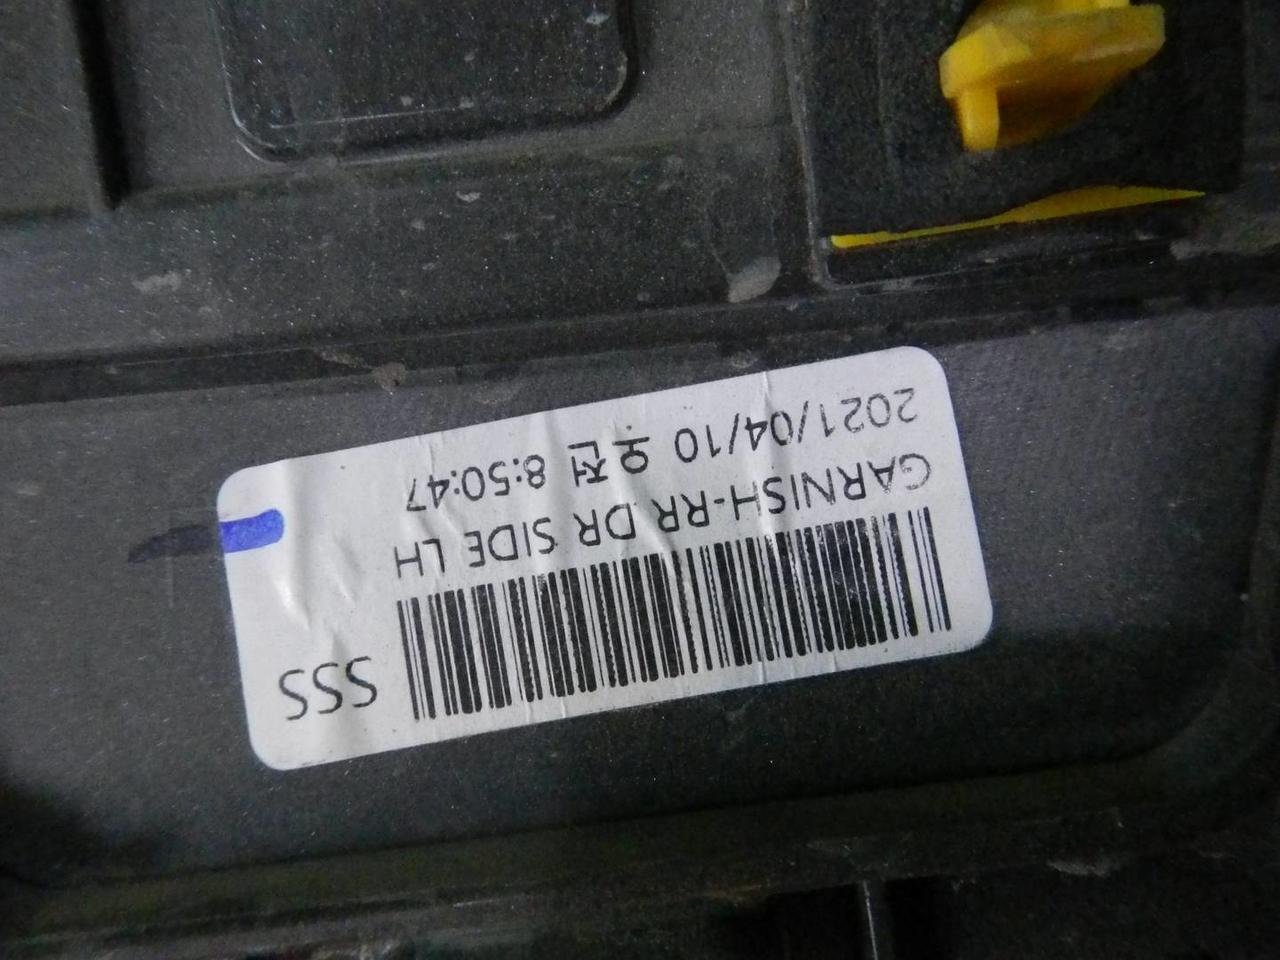 SSS
GARNISH-RR DR SIDE LH
2021/04/10 오전 8:50:47